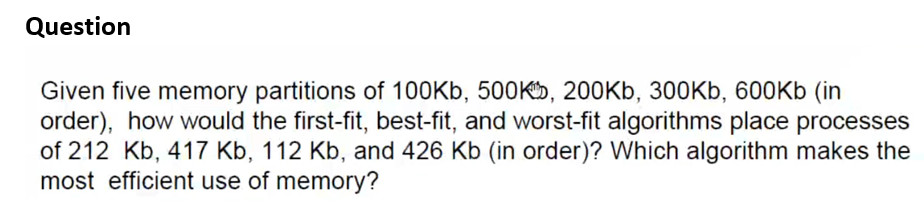 Question
Given five memory partitions of 100Kb, 500Kb, 200Kb, 300Kb, 600Kb (in
order), how would the first-fit, best-fit, and worst-fit algorithms place processes
of 212 Kb, 417 Kb, 112 Kb, and 426 Kb (in order)? Which algorithm makes the
most efficient use of memory?